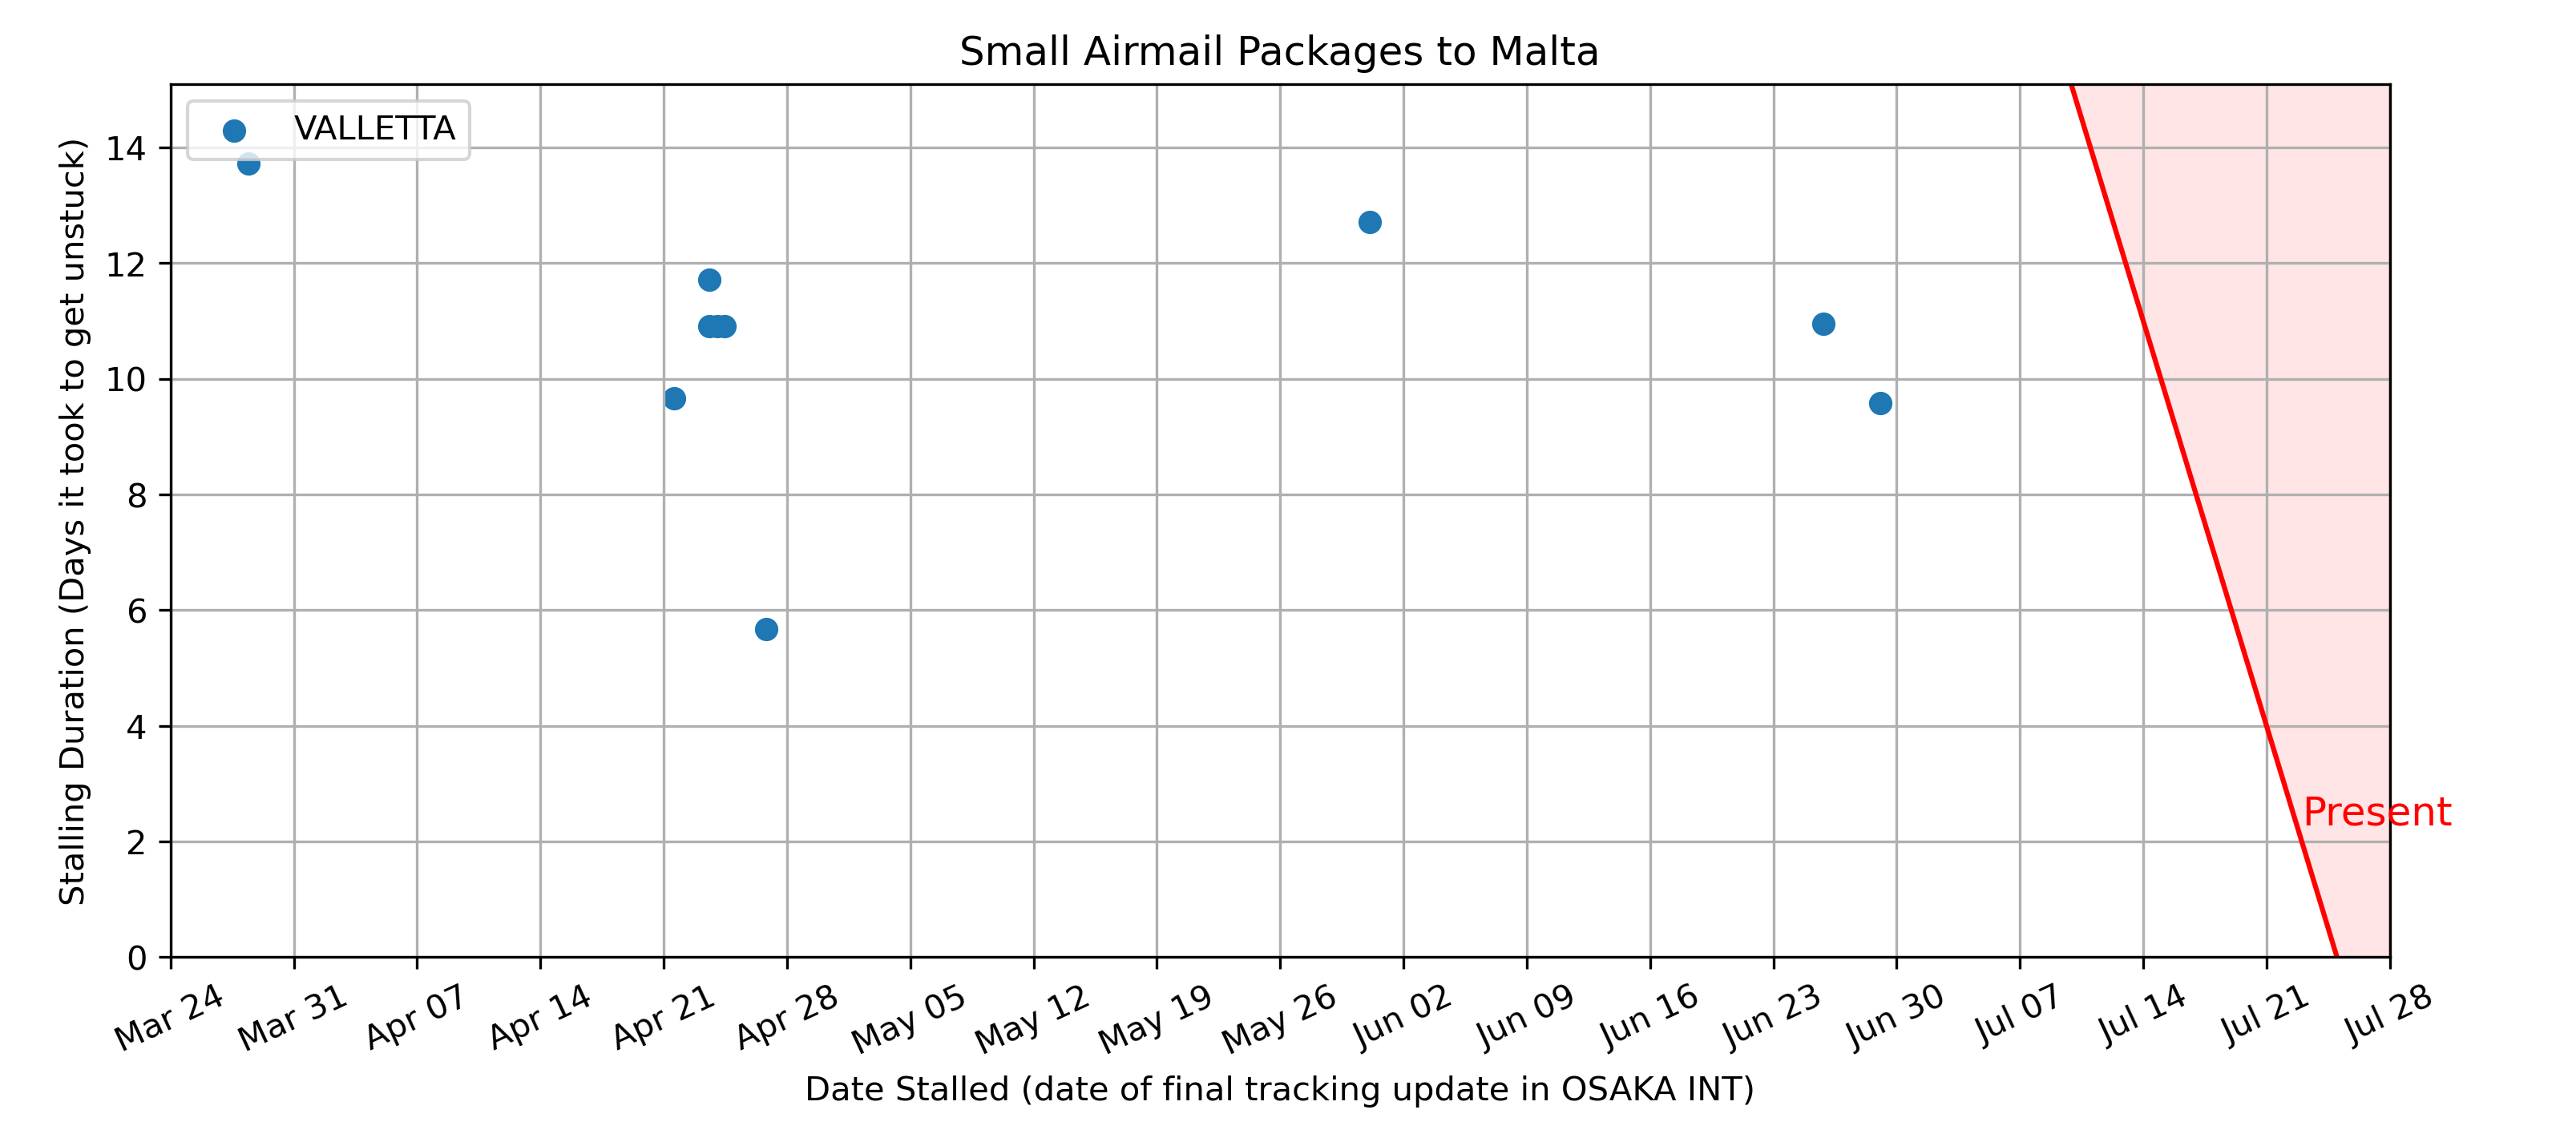 Small Airmail Packages to Malta
VALLETTA
Stalling Duration (Days it took to get unstuck)
14
12
10
8
6
4
2
0
Present
Mar 24
Mar 31
Apr 07
Apr 14
Apr 21
Apr 28
May 05
May 12
May 19
May 26
Jun 02
Jun 09
Jun 16
Jun 23
Jun 30
Jul 07
Jul 14
Jul 21
Jul 28
Date Stalled (date of final tracking update in OSAKA INT)